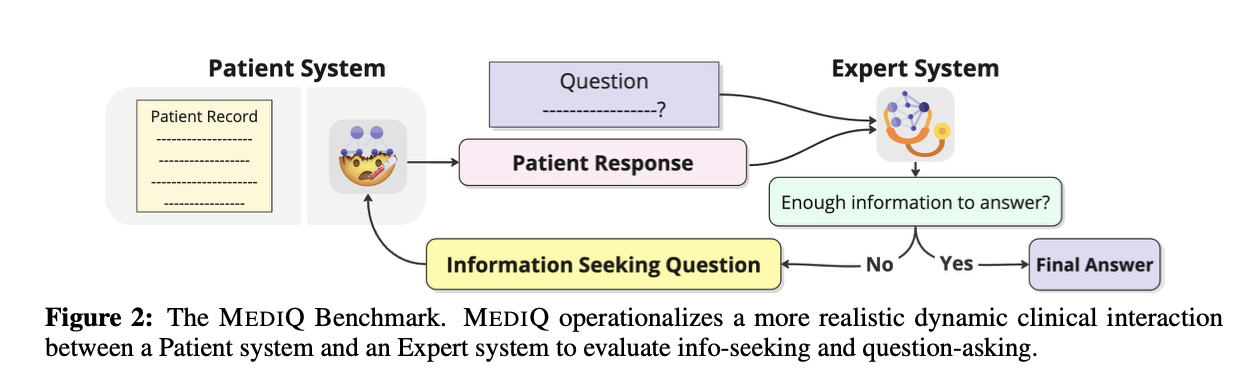 Patient System
Expert System
Patient Record
--------------------
-------------------
----------------------
-----------------
Question
------------------?
Patient Response
Enough information to answer?
Information Seeking Question
No
Yes
Final Answer
Figure 2: The MEDIQ Benchmark. MEDIQ operationalizes a more realistic dynamic clinical interaction
between a Patient system and an Expert system to evaluate info-seeking and question-asking.